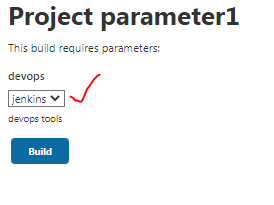 Project parameter1
This build requires parameters:
devops
jenkins
devops tools
Build